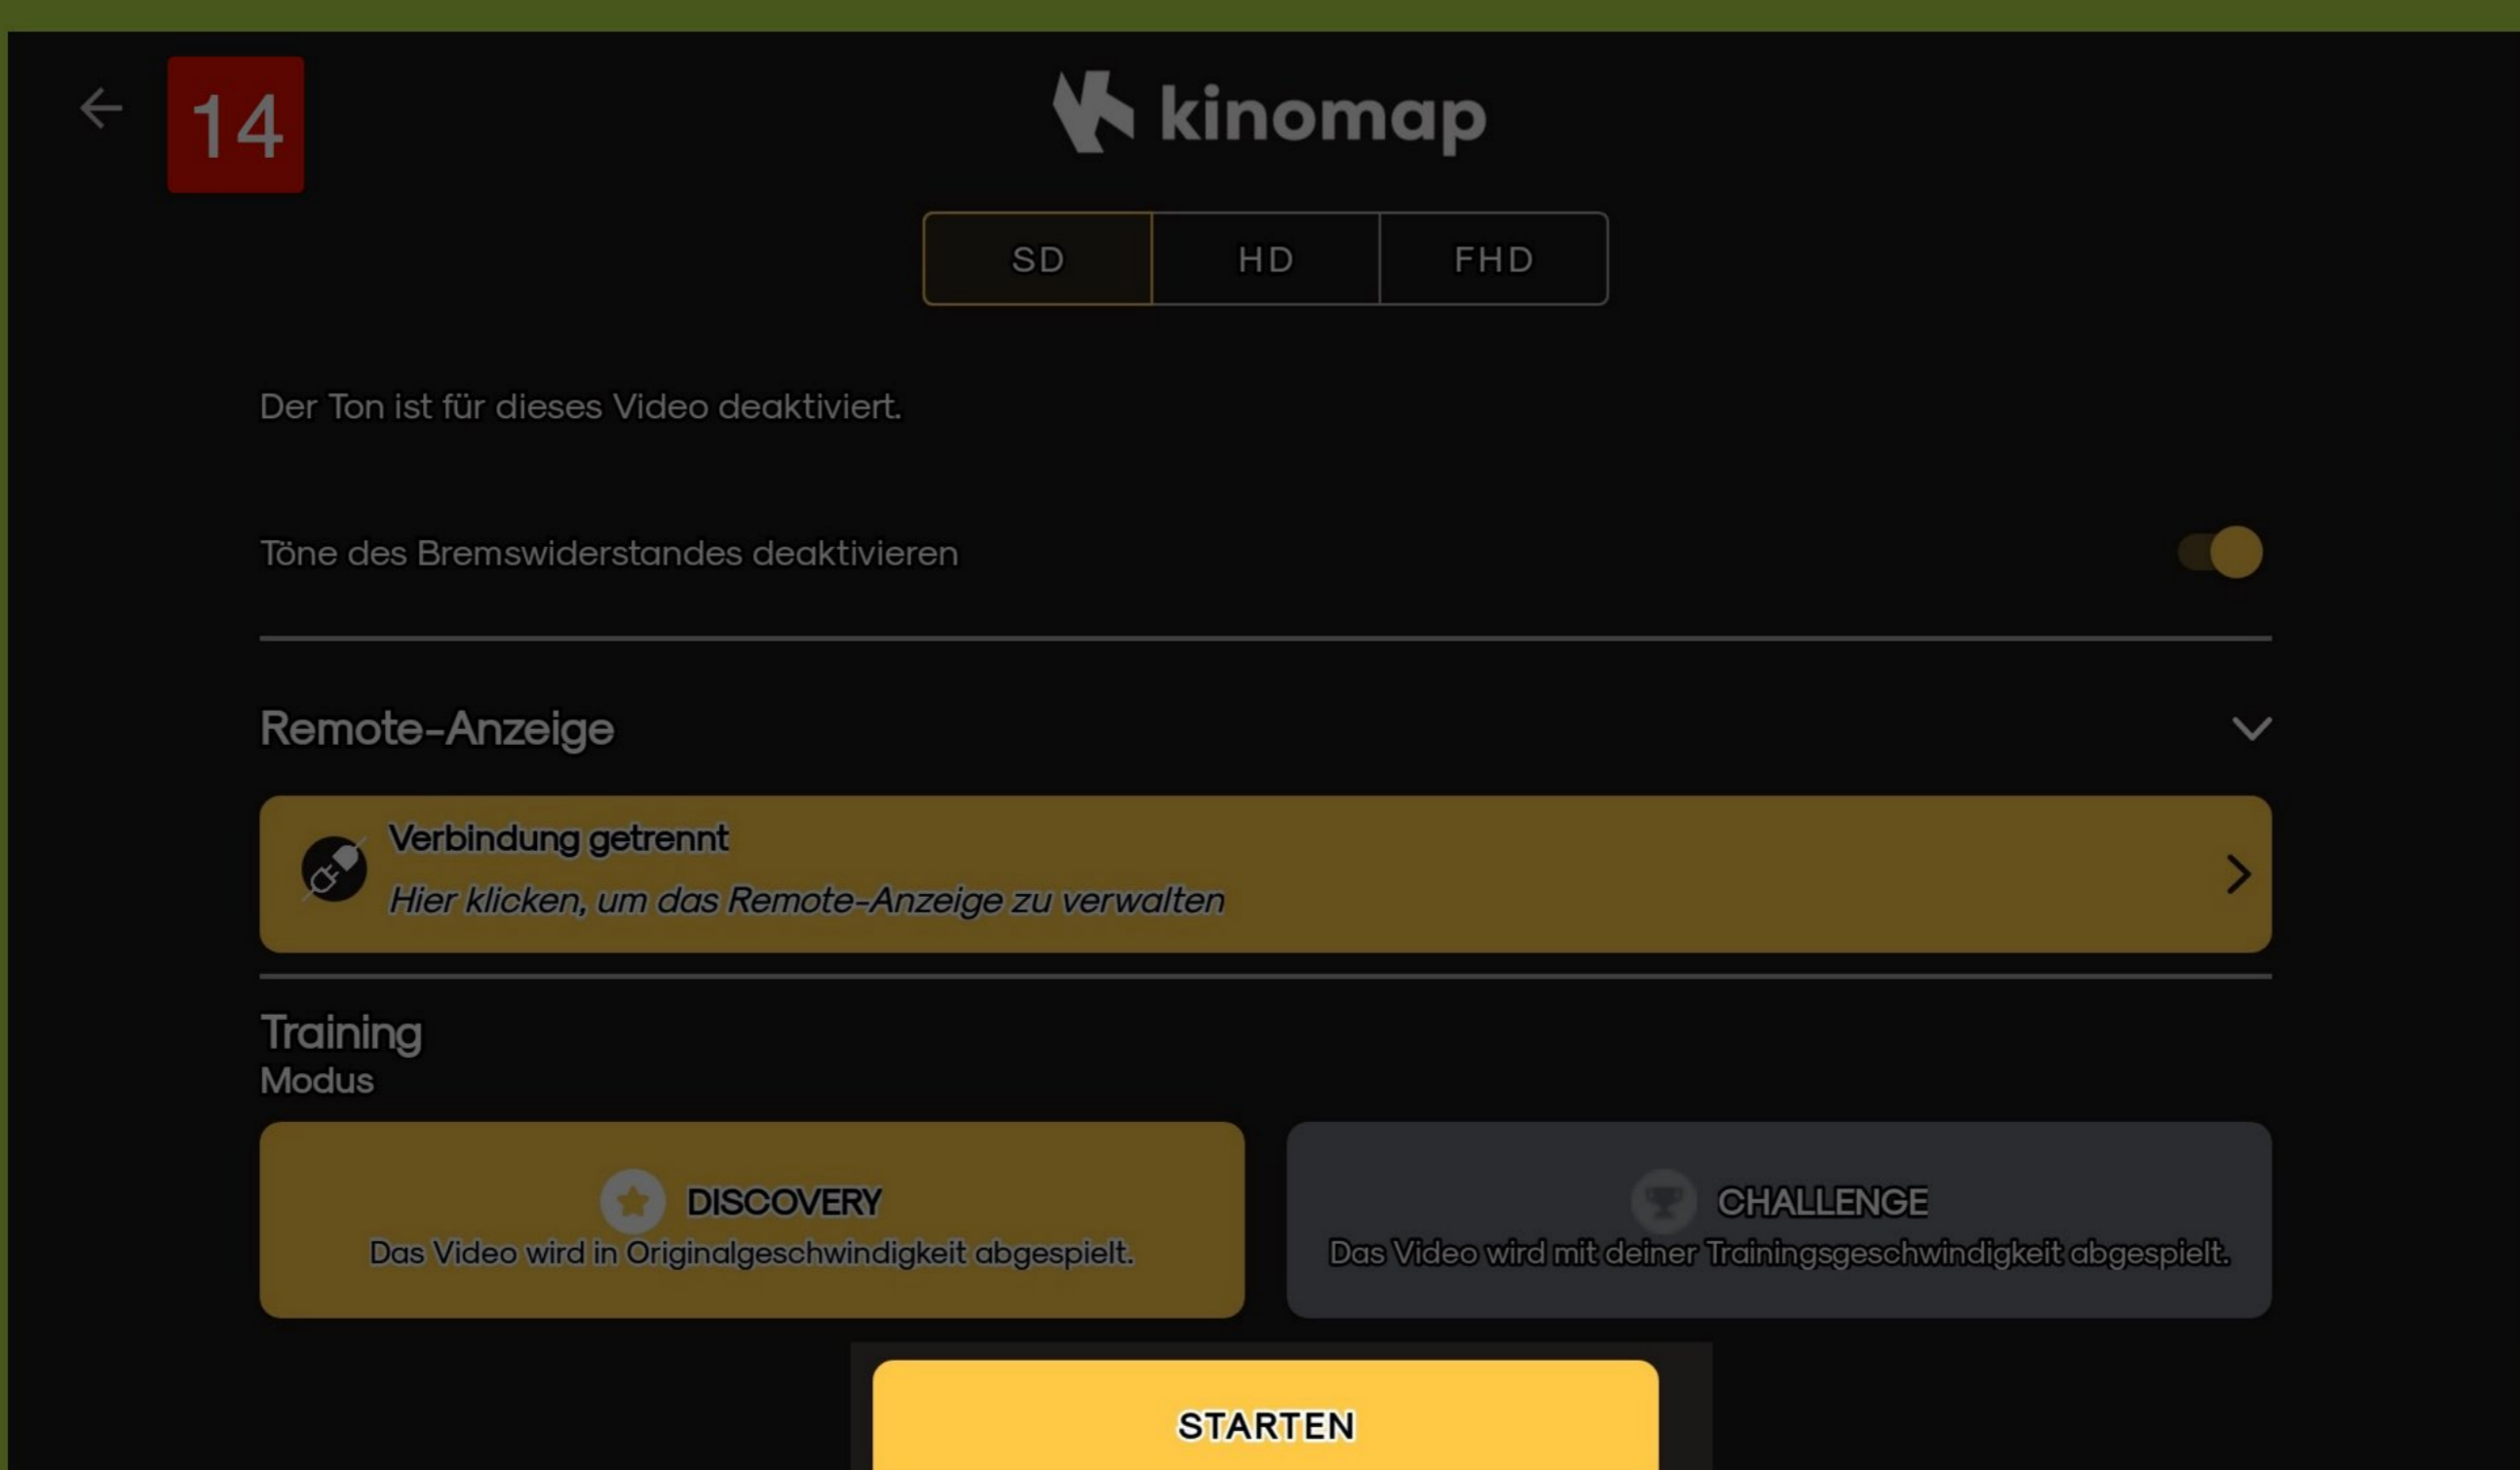 14
kinomap
SD HD FHD
Der Ton ist für dieses Video deaktiviert.
Töne des Bremswiderstandes deaktivieren
Remote-Anzeige
Verbindung getrennt
Hier klicken, um das Remote-Anzeige zu verwalten
Training
Modus
DISCOVERY
Das Video wird in Originalgeschwindigkeit abgespielt.
CHALLENGE
Das Video wird mit deiner Trainingsgeschwindigkeit abgespielt.
STARTEN